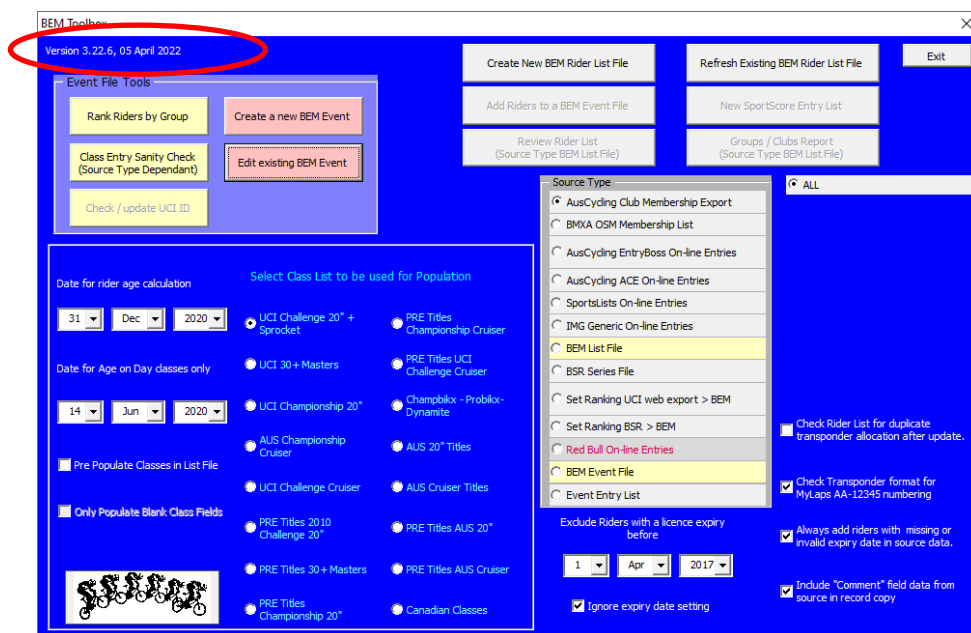 BEM Toolbox
Version 3.22.6, 05 April 2022
Create New BEM Rider List File
Refresh Existing BEM Rider List File
Exit
Event File Tools
Rank Riders by Group
Create a new BEM Event
Add Riders to a BEM Event File
New SportScore Entry List
Class Entry Sanity Check
(Source Type Dependant)
Edit existing BEM Event
Review Rider List
(Source Type BEM List File)
Groups / Clubs Report
(Source Type BEM List File)
Check / update UCI ID
Source Type
ALL
AusCycling Club Membership Export
BMXA OSM Membership List
AusCycling EntryBoss On-line Entries
AusCycling ACE On-line Entries
SportsLists On-line Entries
IMG Generic On-line Entries
BEM List File
BSR Series File
Set Ranking UCI web export > BEM
Set Ranking BSR > BEM
Red Bull On-line Entries
BEM Event File
Event Entry List
Date for rider age calculation
31 Dec 2020
Date for Age on Day classes only
14 Jun 2020
Pre Populate Classes in List File
Only Populate Blank Class Fields
Select Class List to be used for Population
UCI Challenge 20" +
Sprocket
UCI 30+ Masters
UCI Championship 20"
AUS Championship
Cruiser
UCI Challenge Cruiser
PRE Titles 2010
Challenge 20"
PRE Titles 30+ Masters
PRE Titles
Championship 20"
PRE Titles
Championship Cruiser
PRE Titles UCI
Challenge Cruiser
Champbikx - Probikx-
Dynamite
AUS 20" Titles
AUS Cruiser Titles
PRE Titles AUS 20"
PRE Titles AUS Cruiser
Canadian Classes
Exclude Riders with a licence expiry
before
1 Apr 2017
Ignore expiry date setting
Check Rider List for duplicate
transponder allocation after update.
Check Transponder format for
MyLaps AA-12345 numbering
Always add riders with missing or
invalid expiry date in source data.
Include "Comment" field data from
source in record copy